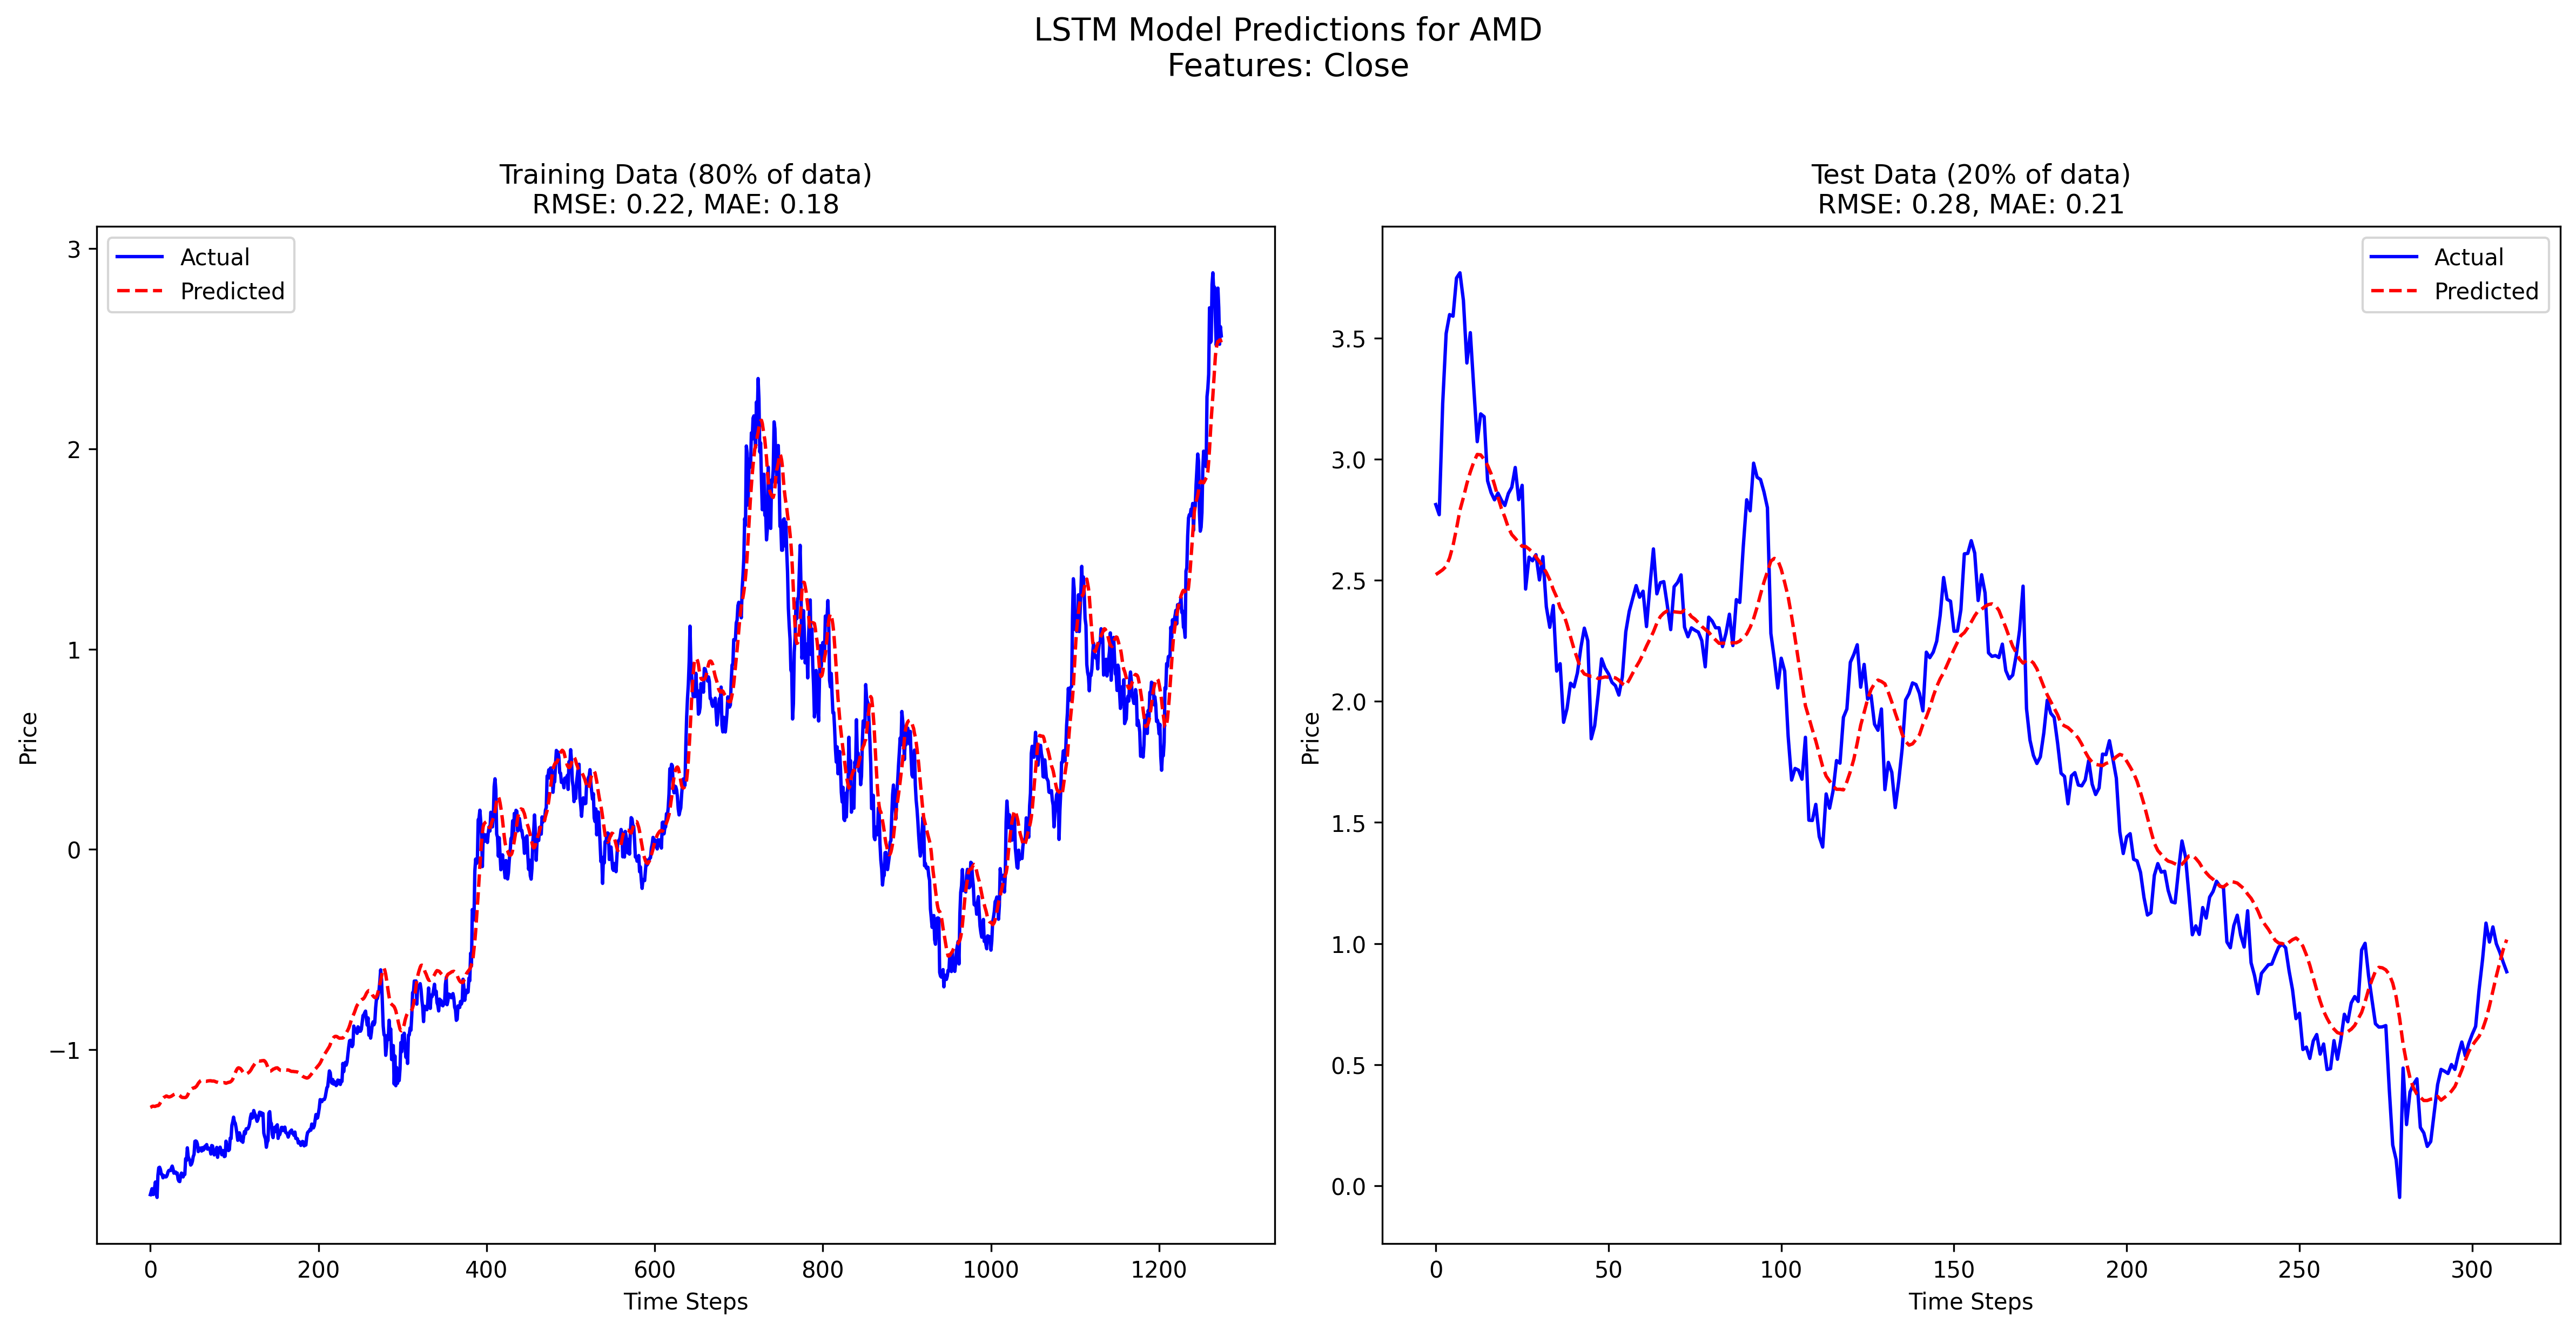 LSTM Model Predictions for AMD
Features: Close
Training Data (80% of data)
RMSE: 0.22, MAE: 0.18
Actual
Predicted
3
2
1
0
−1
Price
0 200 400 600 800 1000 1200
Time Steps
Test Data (20% of data)
RMSE: 0.28, MAE: 0.21
Actual
Predicted
3.5
3.0
2.5
2.0
1.5
1.0
0.5
0.0
Price
0 50 100 150 200 250 300
Time Steps